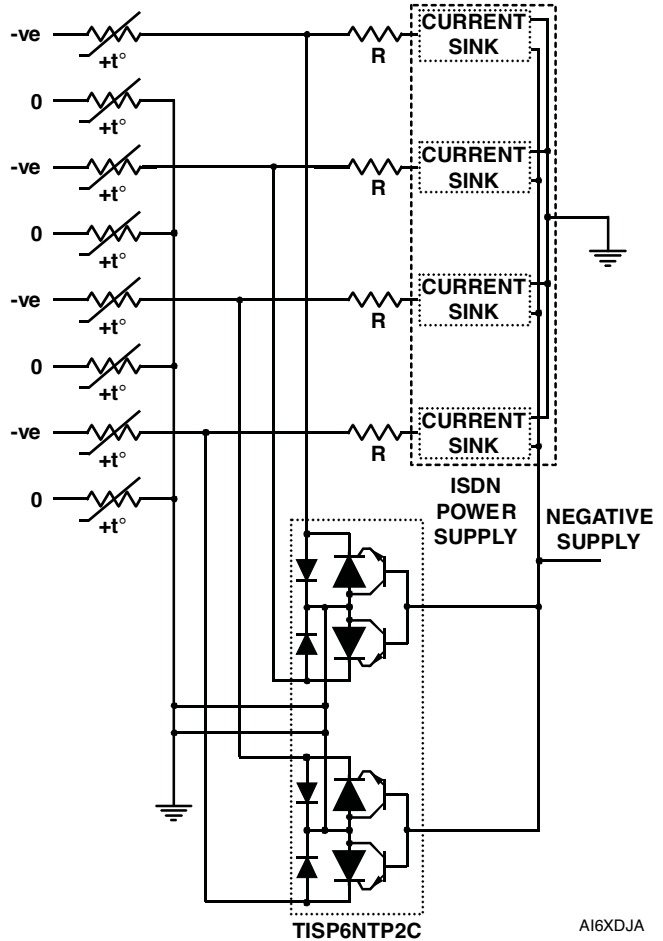 -ve
+t°
R
CURRENT
SINK
0
+t°
-ve
+t°
R
CURRENT
SINK
0
+t°
-ve
+t°
R
CURRENT
SINK
0
+t°
-ve
+t°
R
CURRENT
SINK
0
+t°
ISDN
POWER
SUPPLY
NEGATIVE
SUPPLY
TISP6NTP2C
AI6XDJA